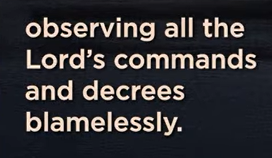 observing all the
Lord's commands
and decrees
blamelessly.